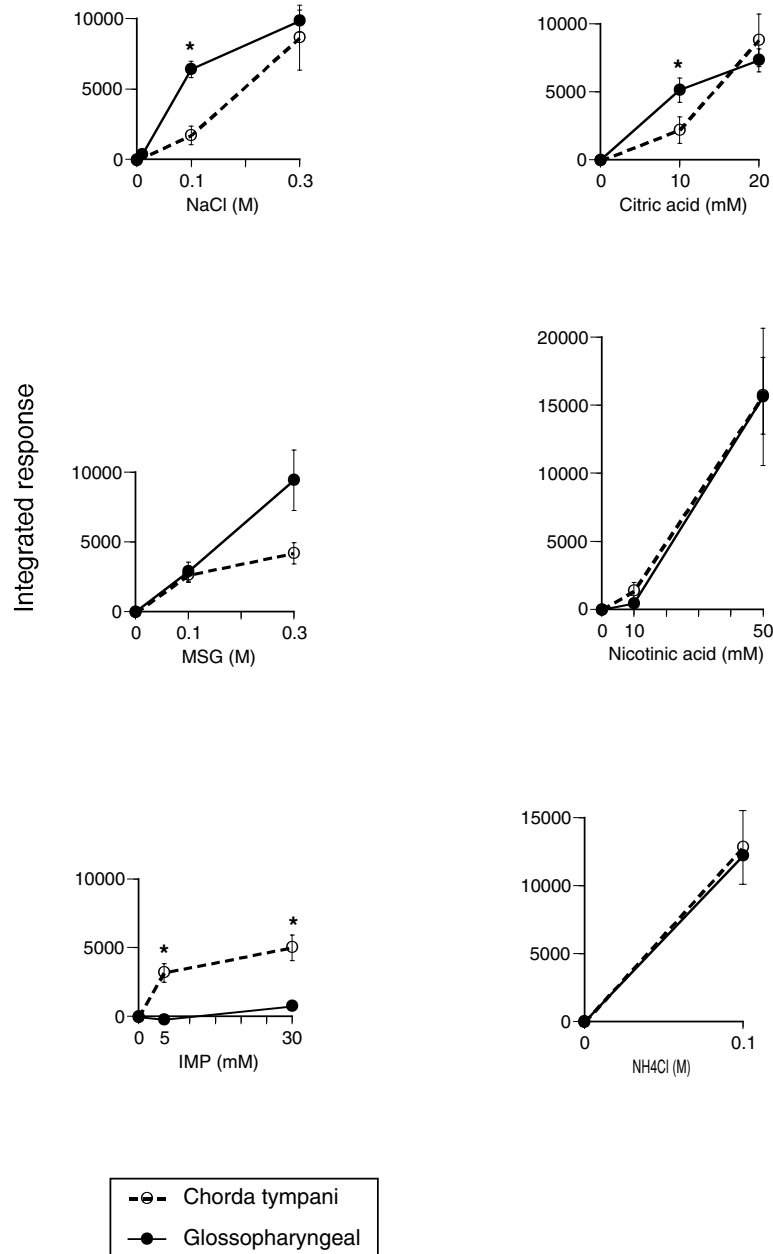 10000
5000
0
*
0 0.1 0.3
NaCl (M)
10000
5000
0
*
0 10 20
Citric acid (mM)
Integrated response
10000
5000
0
0 0.1 0.3
MSG (M)
20000
15000
10000
5000
0
0 10 50
Nicotinic acid (mM)
10000
5000
0
*
*
0 5 30
IMP (mM)
15000
10000
5000
0
0 0.1
NH4Cl (M)
Chorda tympani
Glossopharyngeal